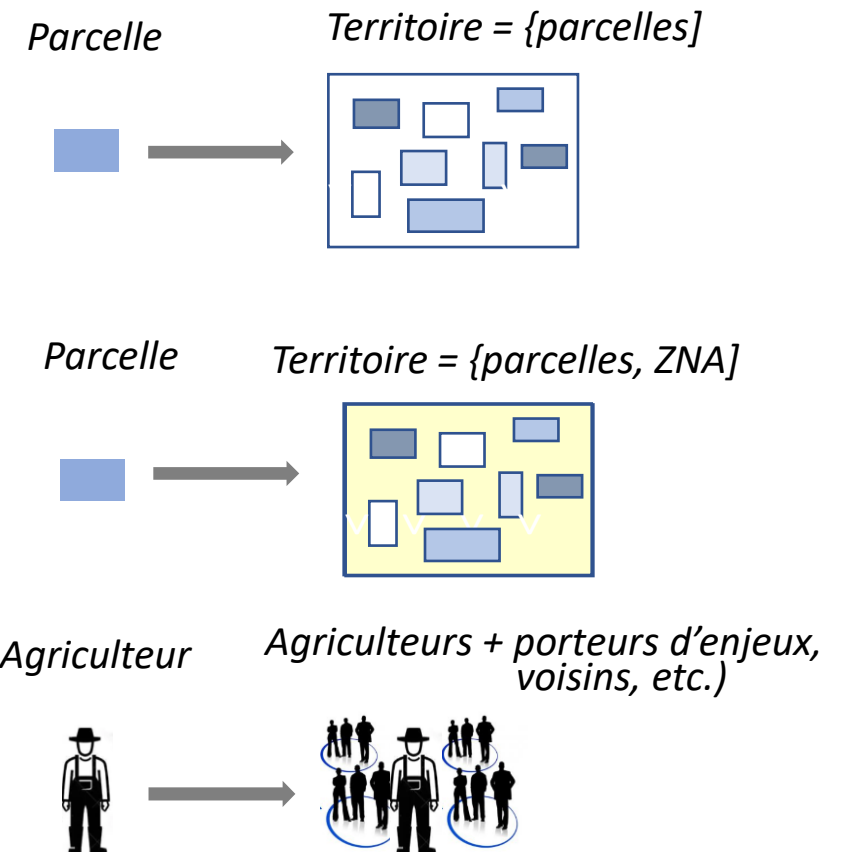 Parcelle
Territoire = {parcelles]
Parcelle
Territoire = {parcelles, ZNA]
Agriculteur
Agriculteurs + porteurs d'enjeux,
voisins, etc.)